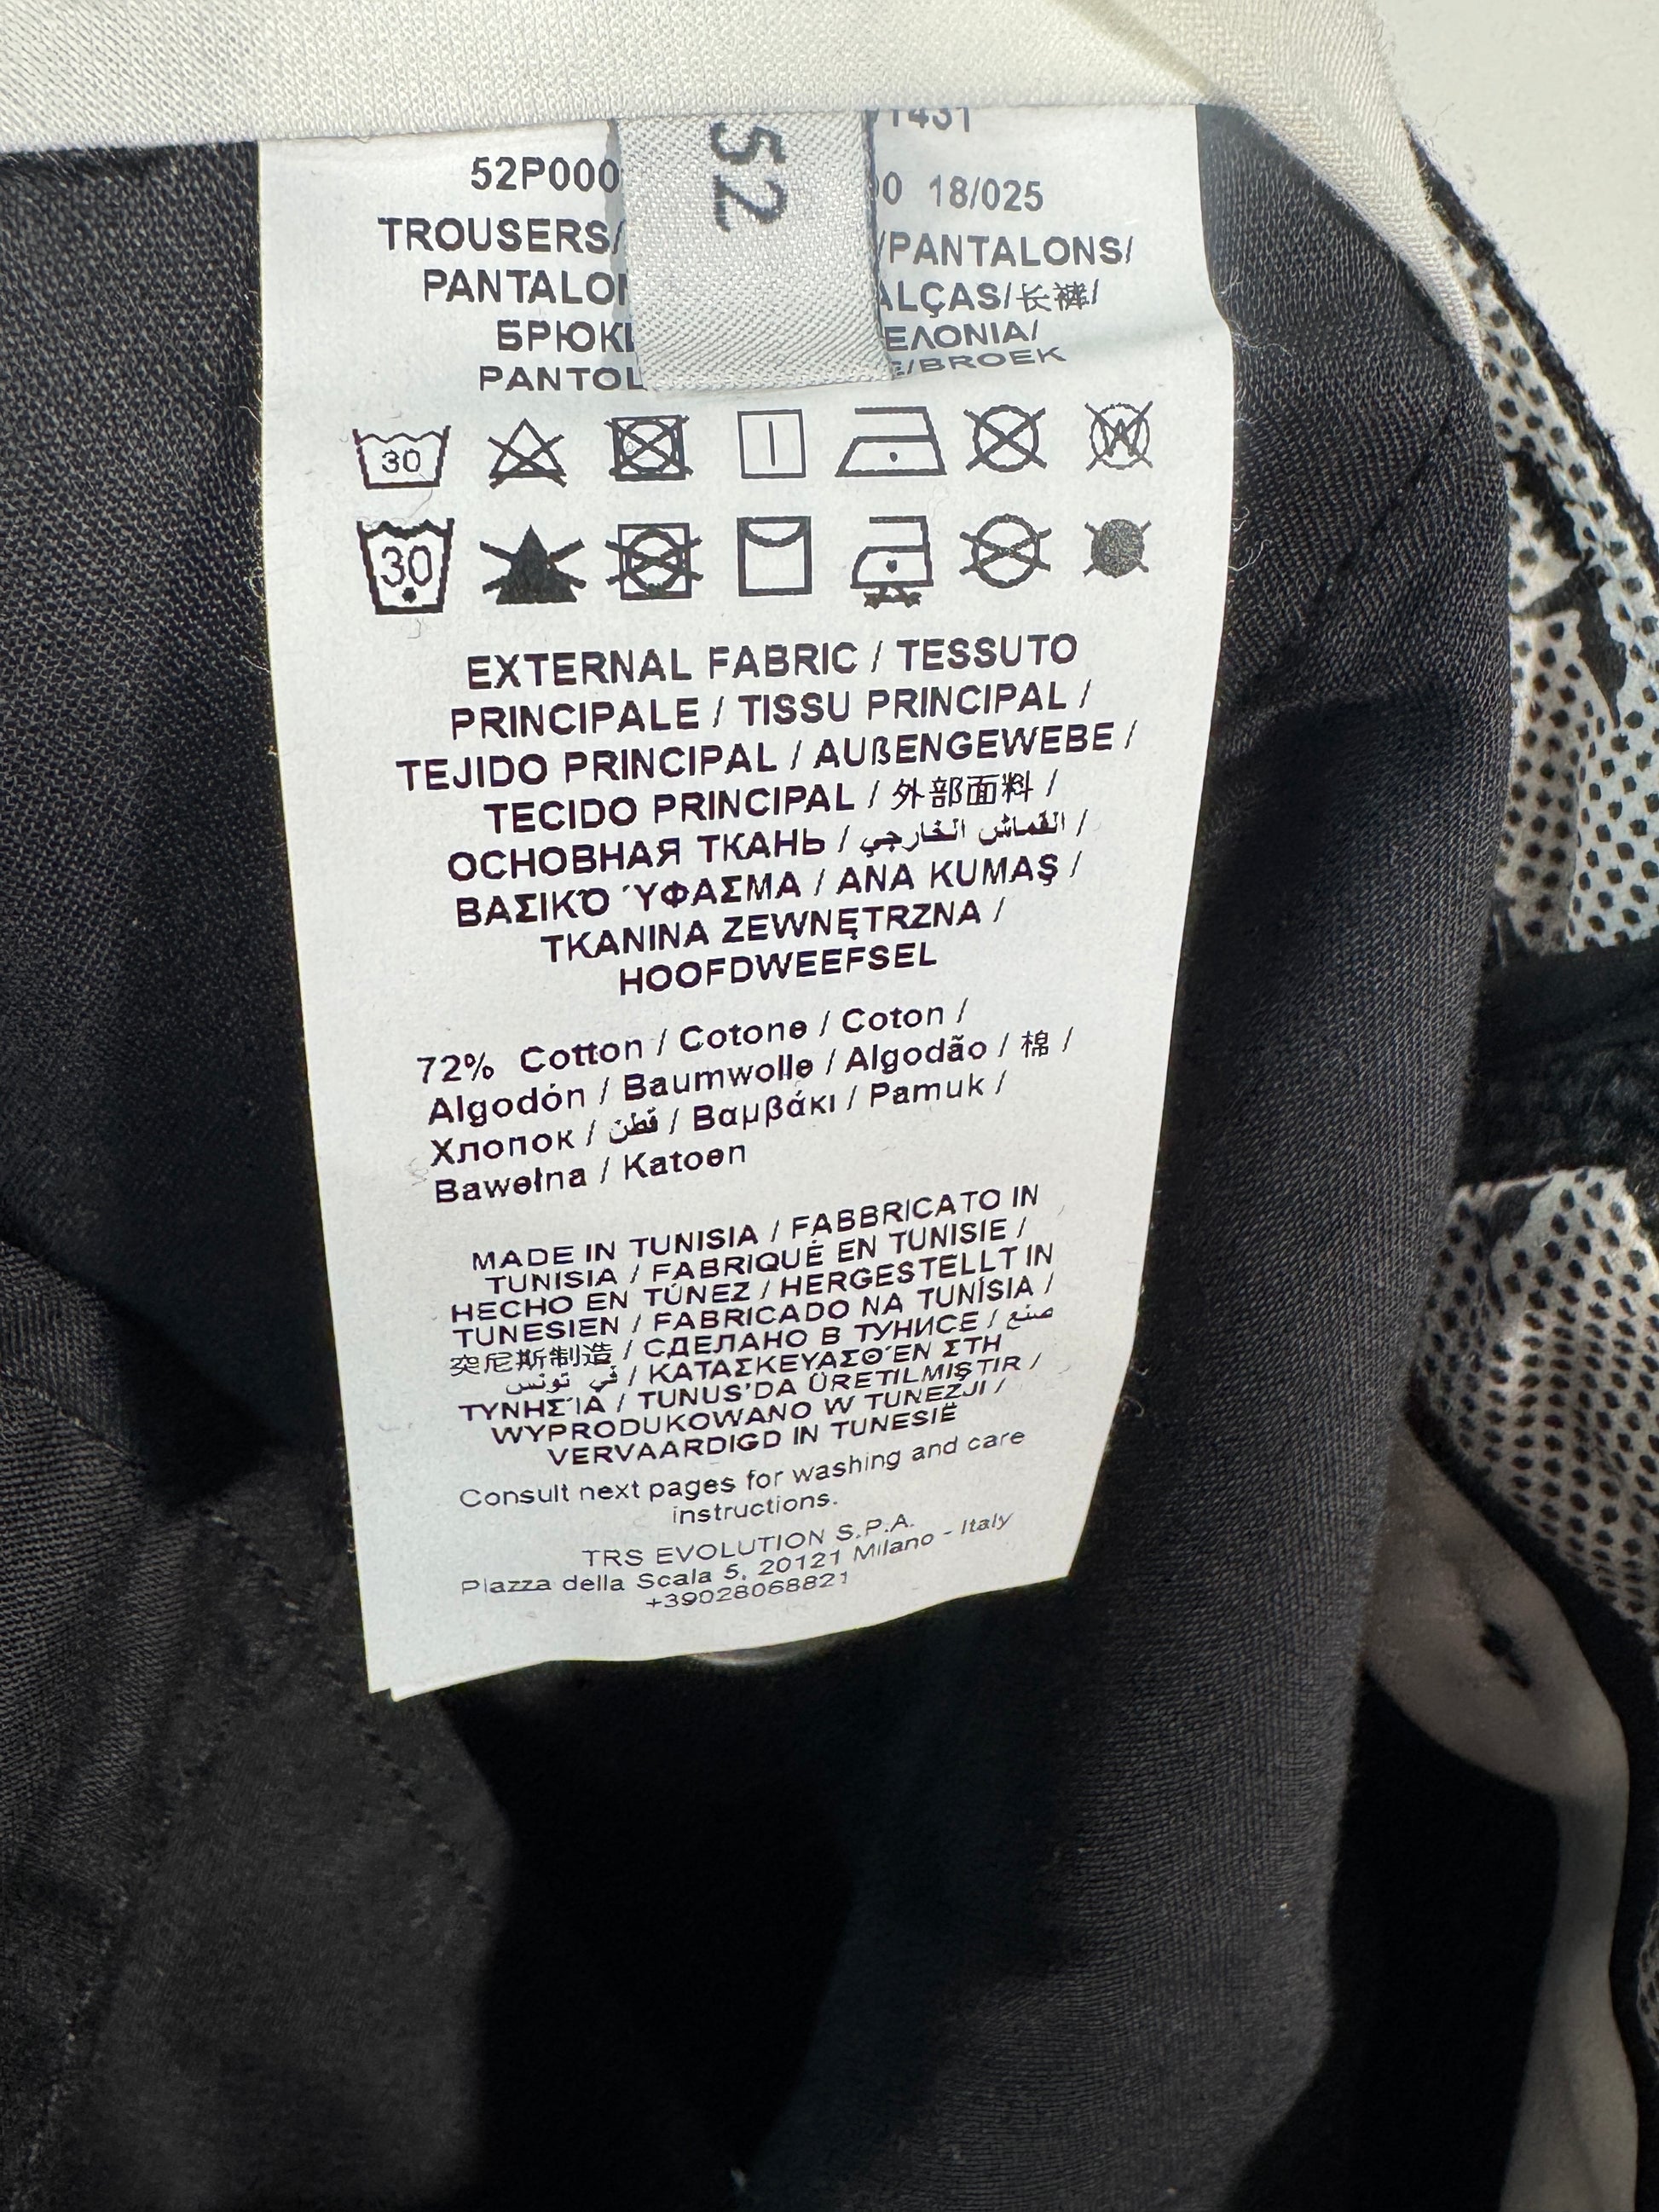 52
52P000 18/025
TROUSERS/ /PANTALONS/
ALÇAS/长裤/
БРЮК ΕΛΟΝΙΑ/
PANTOL /BROEK
30
W
30
EXTERNAL FABRIC / TESSUTO
PRINCIPALE / TISSU PRINCIPAL /
TEJIDO PRINCIPAL / AUßENGEWEBE /
TECIDO PRINCIPAL / 外部面料 /
ОСНОВНАЯ ТКАНЬ / القماش الخارجي /
ΒΑΣΙΚΌ ΎΦΑΣΜΑ / ANA KUMAŞ /
TKANINA ZEWNĘTRZNA /
HOOFDWEEFSEL
72% Cotton / Cotone / Coton /
Algodón / Baumwolle / Algodão / 棉 /
Хлопок / قطن / Βαμβάκι / Pamuk /
Bawełna / Katoen
MADE IN TUNISIA / FABBRICATO IN
TUNISIA / FABRIQUÉ EN TUNISIE /
HECHO EN TÚNEZ / HERGESTELLT IN
TUNESIEN / FABRICADO NA TUNÍSIA /
突尼斯制造 / СДЕЛАНО В ТУНИСЕ / صنع
في تونس / ΚΑΤΑΣΚΕΥΑΣΘΈΝ ΣΤΗ
ΤΥΝΗΣΊΑ / TUNUS'DA ÜRETILMIŞTIR /
WYPRODUKOWANO W TUNEZJI /
VERVAARDIGD IN TUNESIË
Consult next pages for washing and care
instructions.
TRS EVOLUTION S.P.A.
Piazza della Scala 5, 20121 Milano - Italy
+39028068821